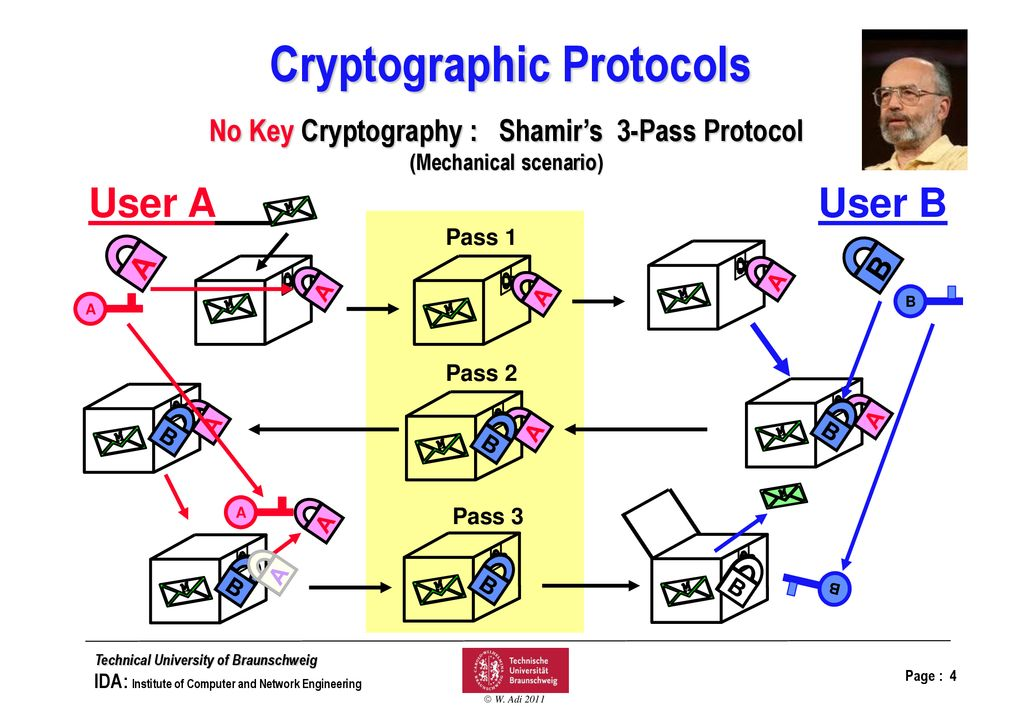 Cryptographic Protocols
No Key Cryptography : Shamir's 3-Pass Protocol
(Mechanical scenario)
User A
User B
M
Pass 1
A
B
A
A
A
M
M
M
A
B
Pass 2
B
A
B
A
B
A
M
M
M
M
A
A
Pass 3
B
A
B
B
B
M
M
M
Technical University of Braunschweig
IDA: Institute of Computer and Network Engineering
Technische
Universität
Braunschweig
© W. Adi 2011
Page : 4